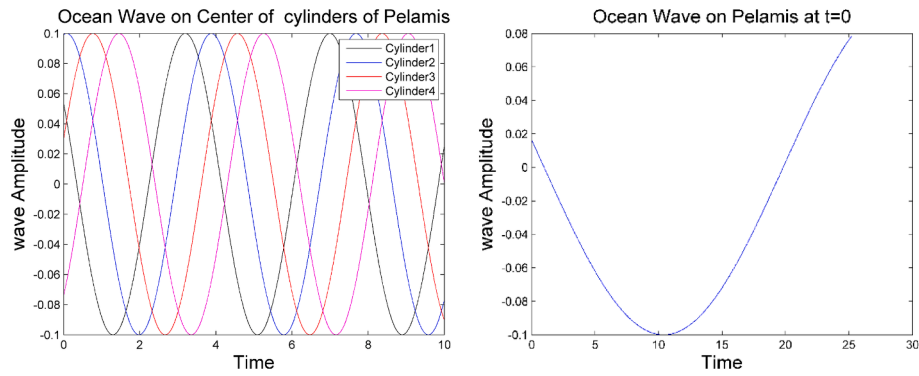 Ocean Wave on Center of  cylinders of Pelamis
wave Amplitude
0.1
0.08
0.06
0.04
0.02
0
-0.02
-0.04
-0.06
-0.08
-0.1
0 2 4 6 8 10
Time
Cylinder1
Cylinder2
Cylinder3
Cylinder4
Ocean Wave on Pelamis at t=0
wave Amplitude
0.08
0.06
0.04
0.02
0
-0.02
-0.04
-0.06
-0.08
-0.1
0 5 10 15 20 25 30
Time